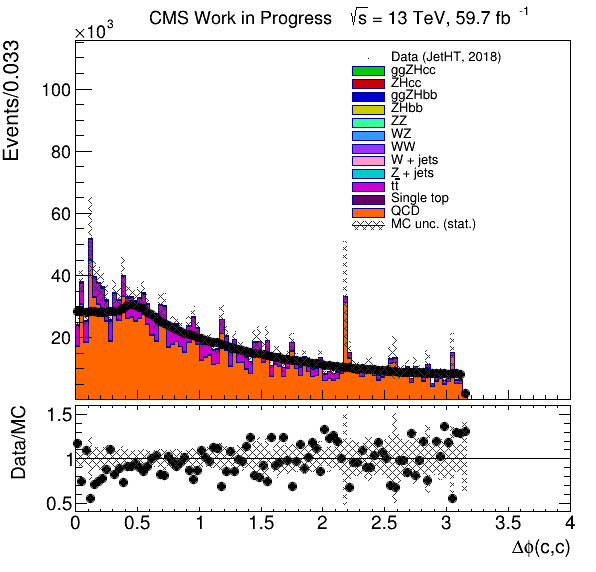 CMS Work in Progress √s = 13 TeV, 59.7 fb⁻¹
×10³
Events/0.033
100
80
60
40
20
Data (JetHT, 2018)
ggZHcc
ZHcc
ggZHbb
ZHbb
ZZ
WZ
WW
W + jets
Z + jets
tt̅
Single top
QCD
MC unc. (stat.)
Data/MC
1.5
1
0.5
0 0.5 1 1.5 2 2.5 3 3.5 4
Δϕ(c,c)